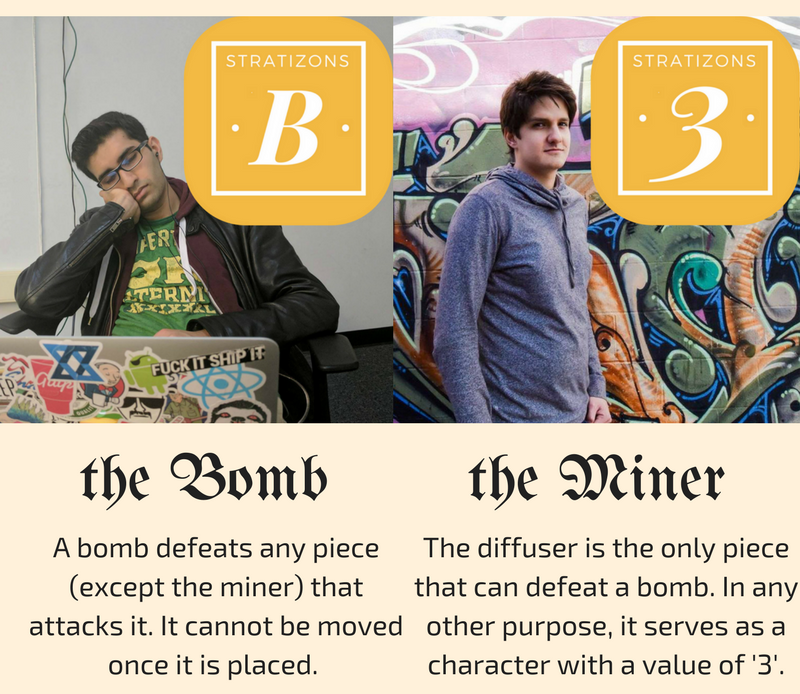 STRATIZONS
· B ·
STRATIZONS
· 3 ·
FUCK IT SHIP IT
the Bomb
A bomb defeats any piece
(except the miner) that
attacks it. It cannot be moved
once it is placed.
the Miner
The diffuser is the only piece
that can defeat a bomb. In any
other purpose, it serves as a
character with a value of '3'.